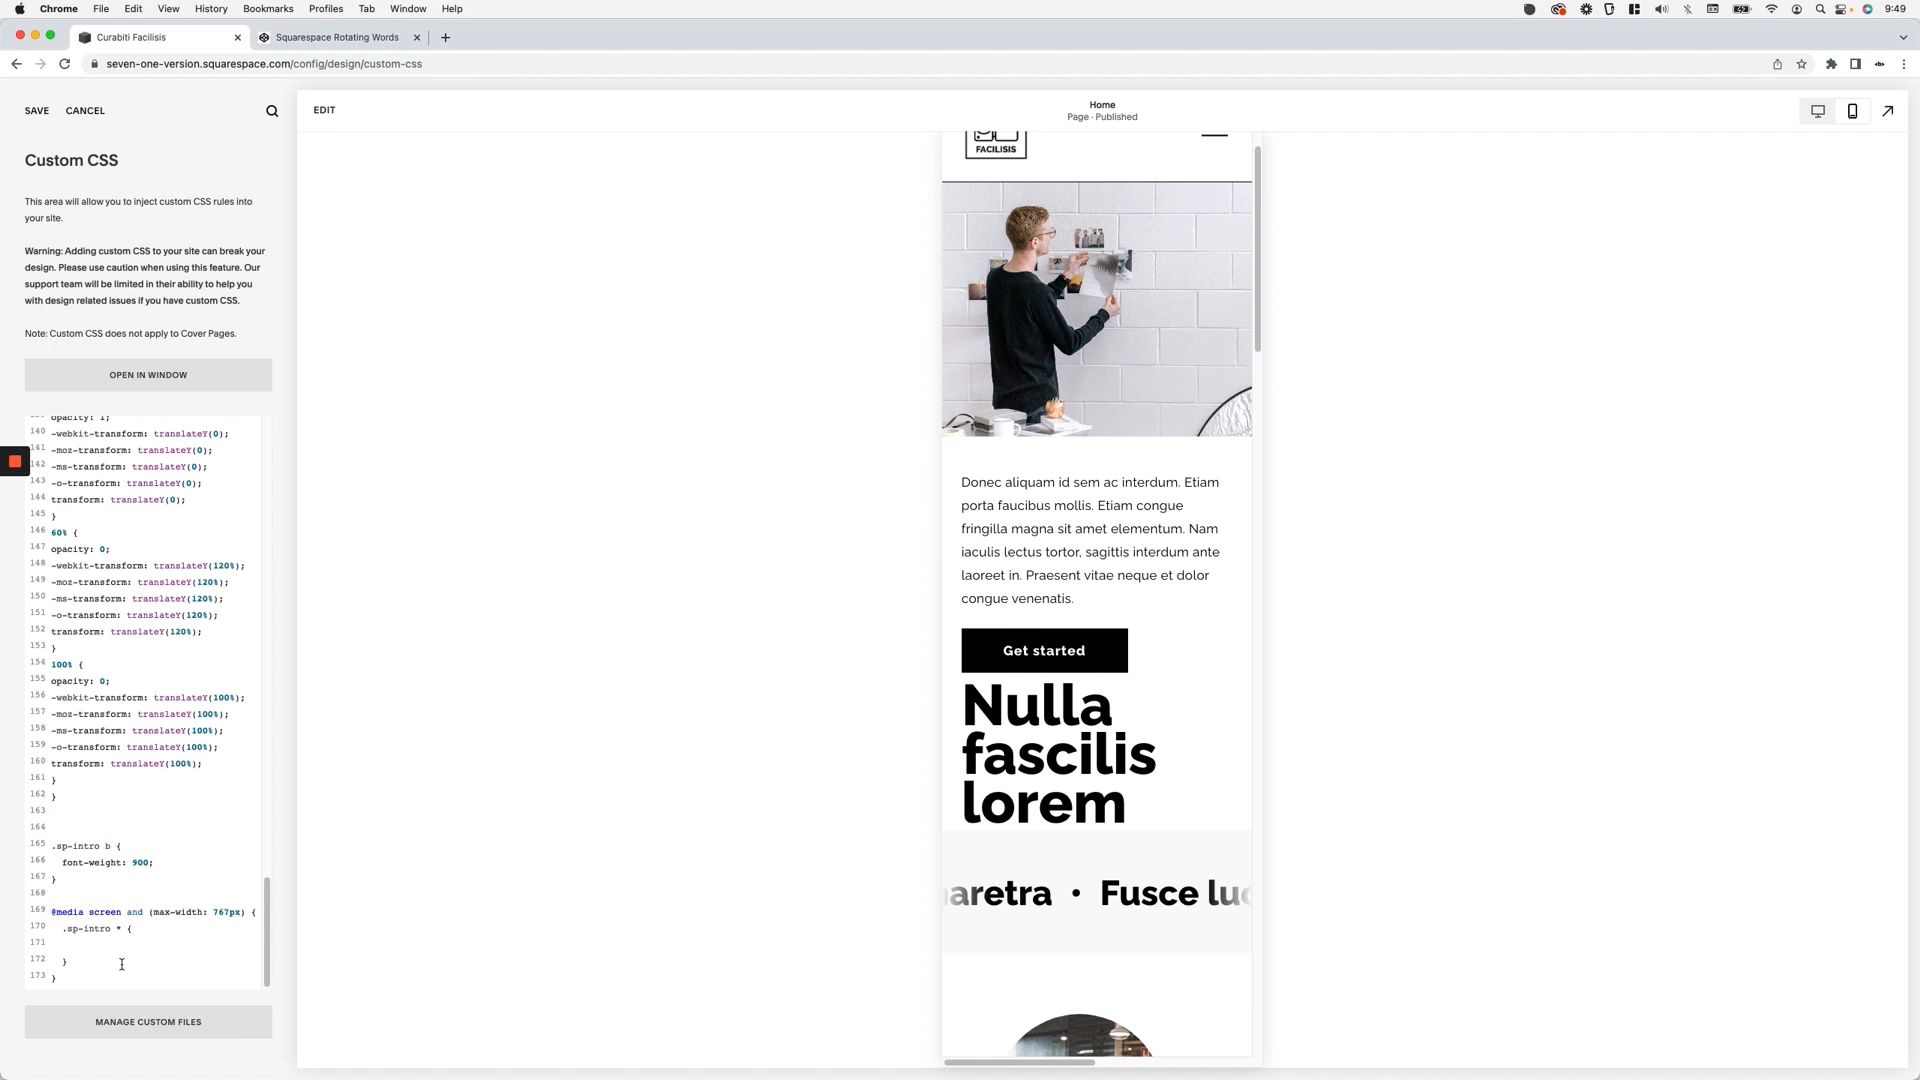 Chrome File Edit View History Bookmarks Profiles Tab Window Help 9:49
Curabiti Facilisis
Squarespace Rotating Words
seven-one-version.squarespace.com/config/design/custom-css
SAVE CANCEL
EDIT
Home
Page · Published
Custom CSS
This area will allow you to inject custom CSS rules into
your site.
Warning: Adding custom CSS to your site can break your
design. Please use caution when using this feature. Our
support team will be limited in their ability to help you
with design related issues if you have custom CSS.
Note: Custom CSS does not apply to Cover Pages.
OPEN IN WINDOW
opacity: 1;
140 -webkit-transform: translateY(0);
141 -moz-transform: translateY(0);
142 -ms-transform: translateY(0);
143 -o-transform: translateY(0);
144 transform: translateY(0);
145 }
146 60% {
147 opacity: 0;
148 -webkit-transform: translateY(120%);
149 -moz-transform: translateY(120%);
150 -ms-transform: translateY(120%);
151 -o-transform: translateY(120%);
152 transform: translateY(120%);
153 }
154 100% {
155 opacity: 0;
156 -webkit-transform: translateY(100%);
157 -moz-transform: translateY(100%);
158 -ms-transform: translateY(100%);
159 -o-transform: translateY(100%);
160 transform: translateY(100%);
161 }
162 }
163
164
165 .sp-intro b {
166 font-weight: 900;
167 }
168
169 @media screen and (max-width: 767px) {
170 .sp-intro * {
171
172 }
173 }
MANAGE CUSTOM FILES
FACILISIS
Donec aliquam id sem ac interdum. Etiam
porta faucibus mollis. Etiam congue
fringilla magna sit amet elementum. Nam
iaculis lectus tortor, sagittis interdum ante
laoreet in. Praesent vitae neque et dolor
congue venenatis.
Get started
Nulla
fascilis
lorem
aretra • Fusce luc